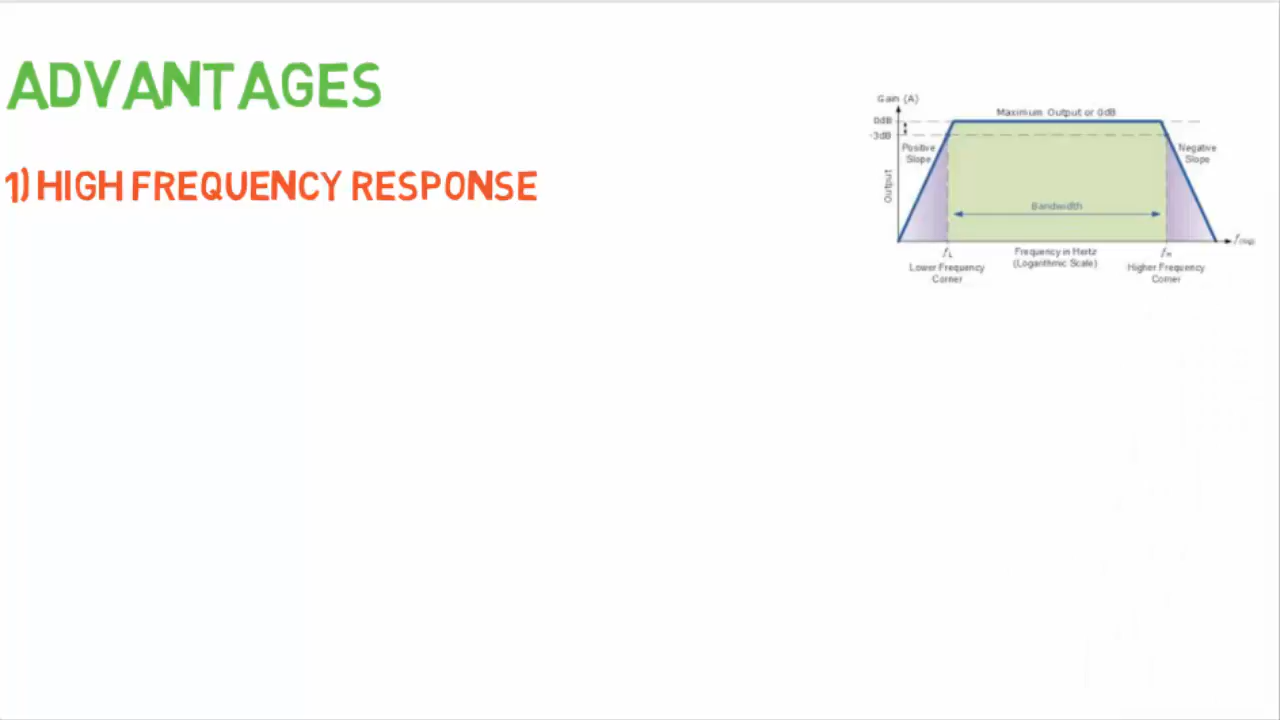 ADVANTAGES
1) HIGH FREQUENCY RESPONSE
Gain (A)
Maximum Output or 0dB
0dB
-3dB
Positive
Slope
Negative
Slope
Output
Bandwidth
fL
Frequency in Hertz
(Logarithmic Scale)
fH
Lower Frequency
Corner
Higher Frequency
Corner